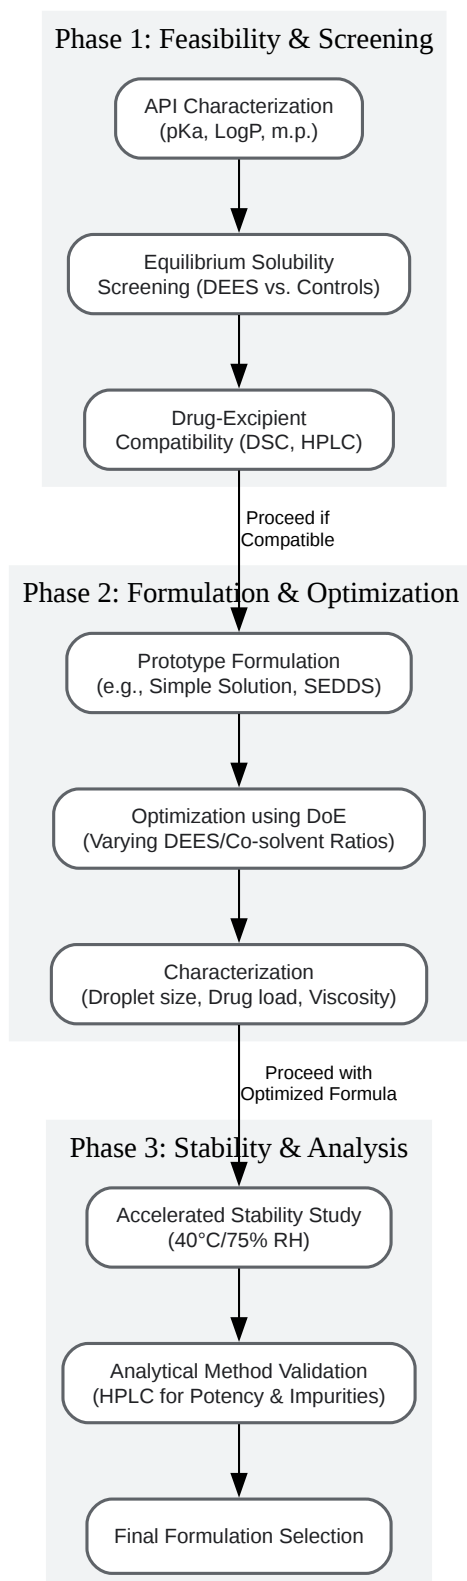 Phase 1: Feasibility & Screening
API Characterization
(pKa, LogP, m.p.)
Equilibrium Solubility
Screening (DEES vs. Controls)
Drug-Excipient
Compatibility (DSC, HPLC)
Proceed if
Compatible
Phase 2: Formulation & Optimization
Prototype Formulation
(e.g., Simple Solution, SEDDS)
Optimization using DoE
(Varying DEES/Co-solvent Ratios)
Characterization
(Droplet size, Drug load, Viscosity)
Proceed with
Optimized Formula
Phase 3: Stability & Analysis
Accelerated Stability Study
(40°C/75% RH)
Analytical Method Validation
(HPLC for Potency & Impurities)
Final Formulation Selection